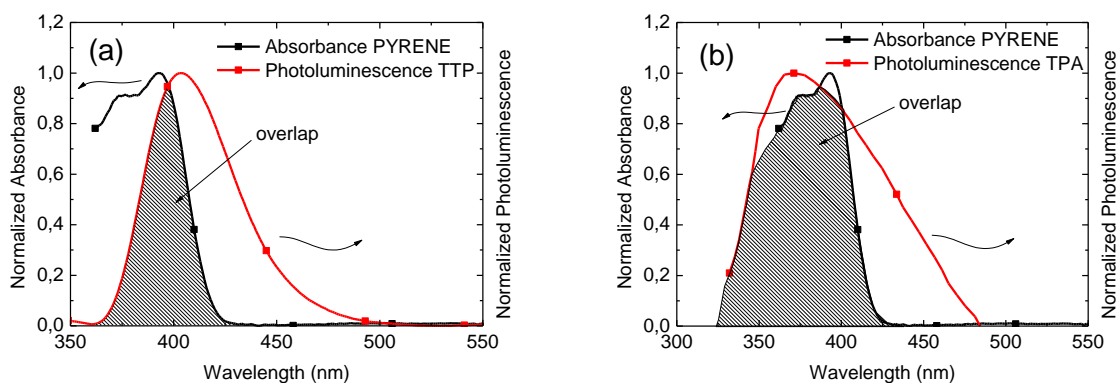 (a)
Absorbance PYRENE
Photoluminescence TTP
overlap
Normalized Absorbance
Normalized Photoluminescence
1,2
1,0
0,8
0,6
0,4
0,2
0,0
350 400 450 500 550
Wavelength (nm)
(b)
Absorbance PYRENE
Photoluminescence TPA
overlap
Normalized Absorbance
Normalized Photoluminescence
1,2
1,0
0,8
0,6
0,4
0,2
0,0
300 350 400 450 500 550
Wavelength (nm)